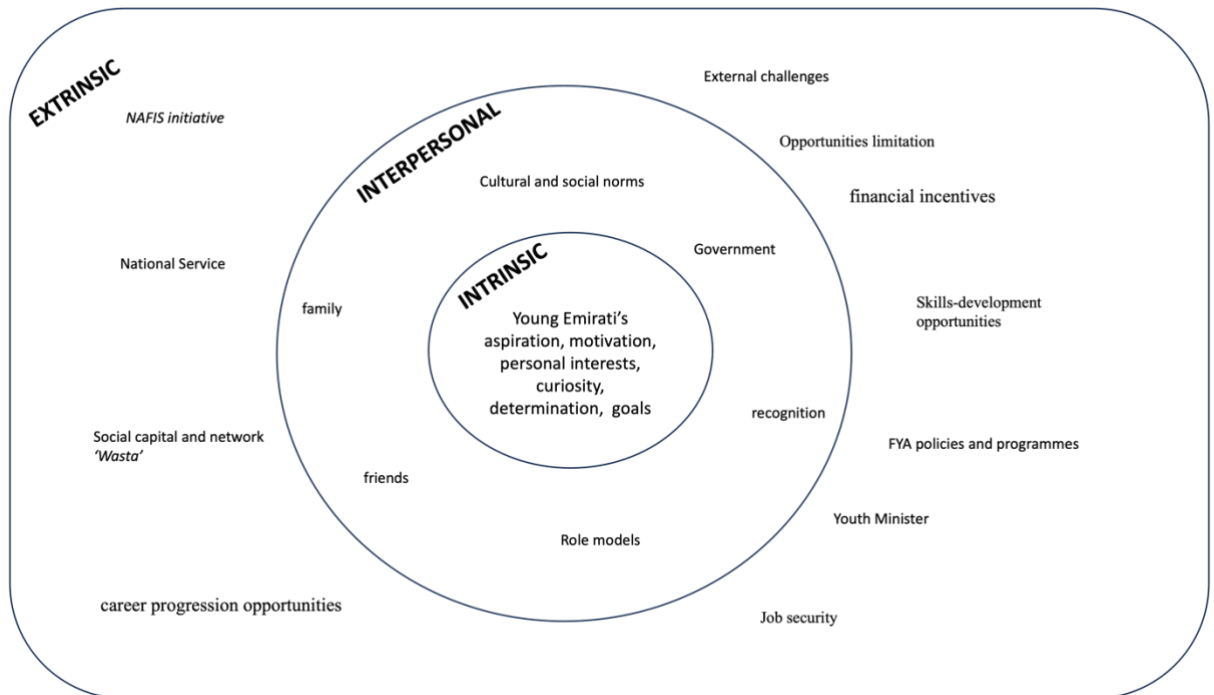 EXTRINSIC
NAFIS initiative
National Service
Social capital and network
‘Wasta’
career progression opportunities
INTERPERSONAL
Cultural and social norms
Government
family
recognition
friends
Role models
INTRINSIC
Young Emirati’s
aspiration, motivation,
personal interests,
curiosity,
determination, goals
External challenges
Opportunities limitation
financial incentives
Skills-development
opportunities
FYA policies and programmes
Youth Minister
Job security